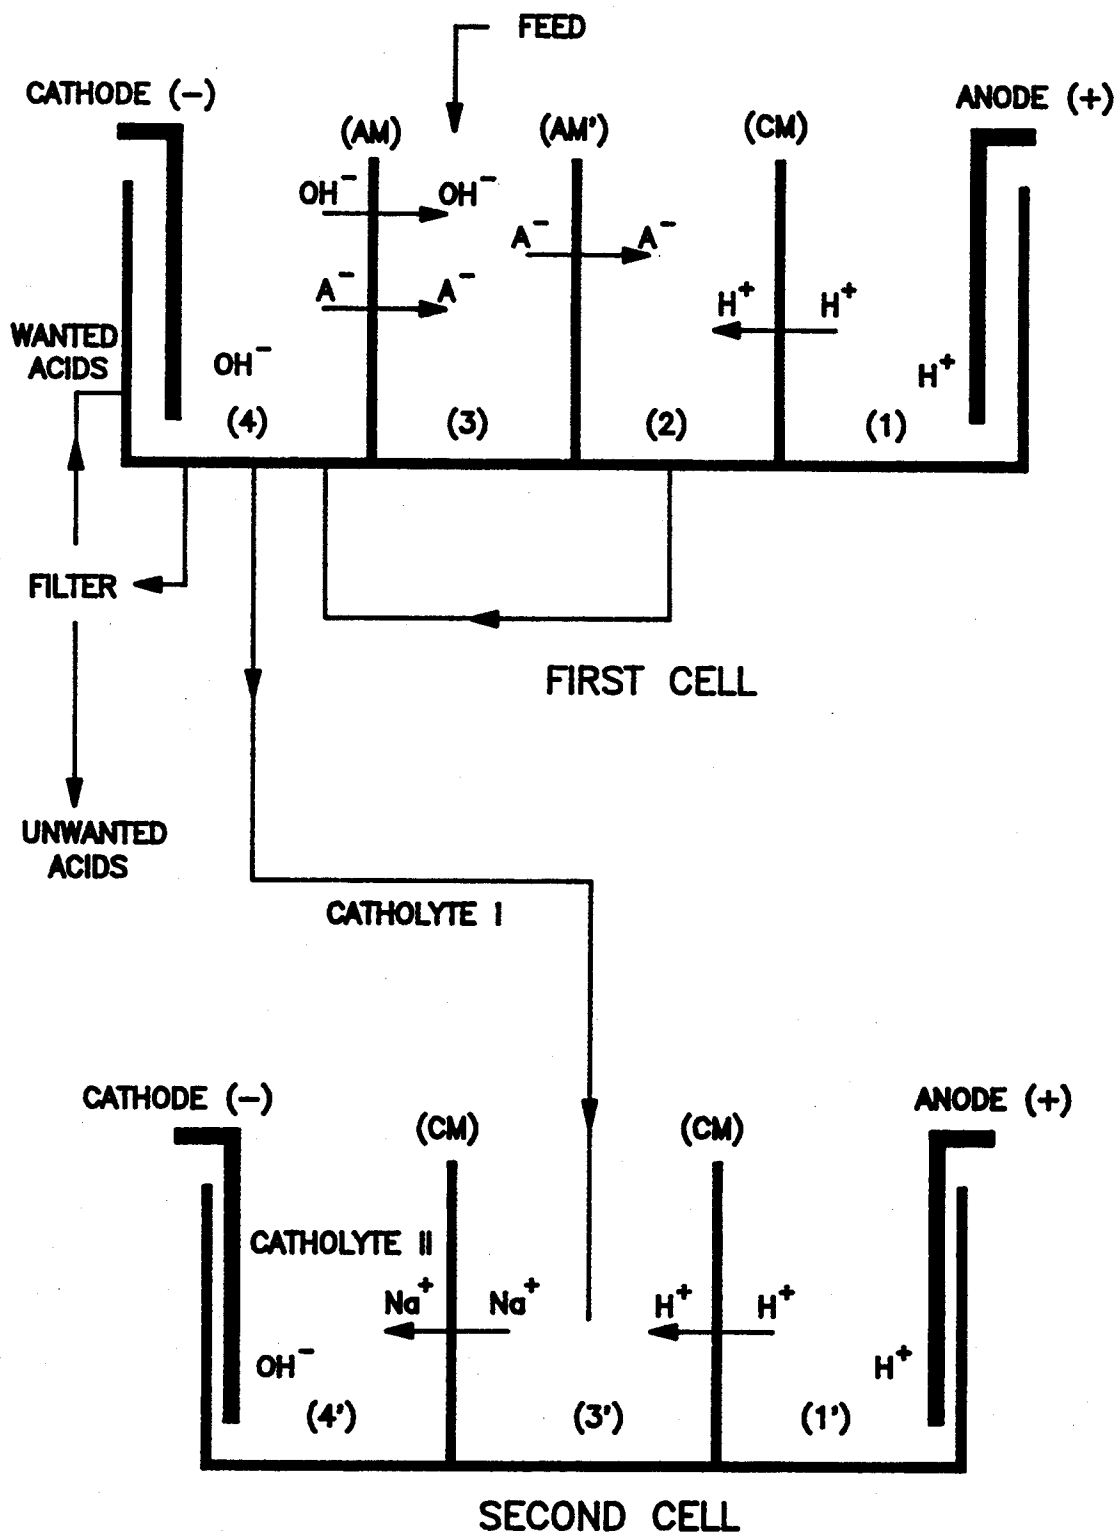 FEED
CATHODE (-)
ANODE (+)
(AM)
(AM')
(CM)
OH⁻
OH⁻
A⁻
A⁻
A⁻
A⁻
H⁺
H⁺
WANTED
ACIDS
OH⁻
H⁺
(4)
(3)
(2)
(1)
FILTER
FIRST CELL
UNWANTED
ACIDS
CATHOLYTE I
CATHODE (-)
ANODE (+)
(CM)
(CM)
CATHOLYTE II
Na⁺
Na⁺
H⁺
H⁺
OH⁻
H⁺
(4')
(3')
(1')
SECOND CELL